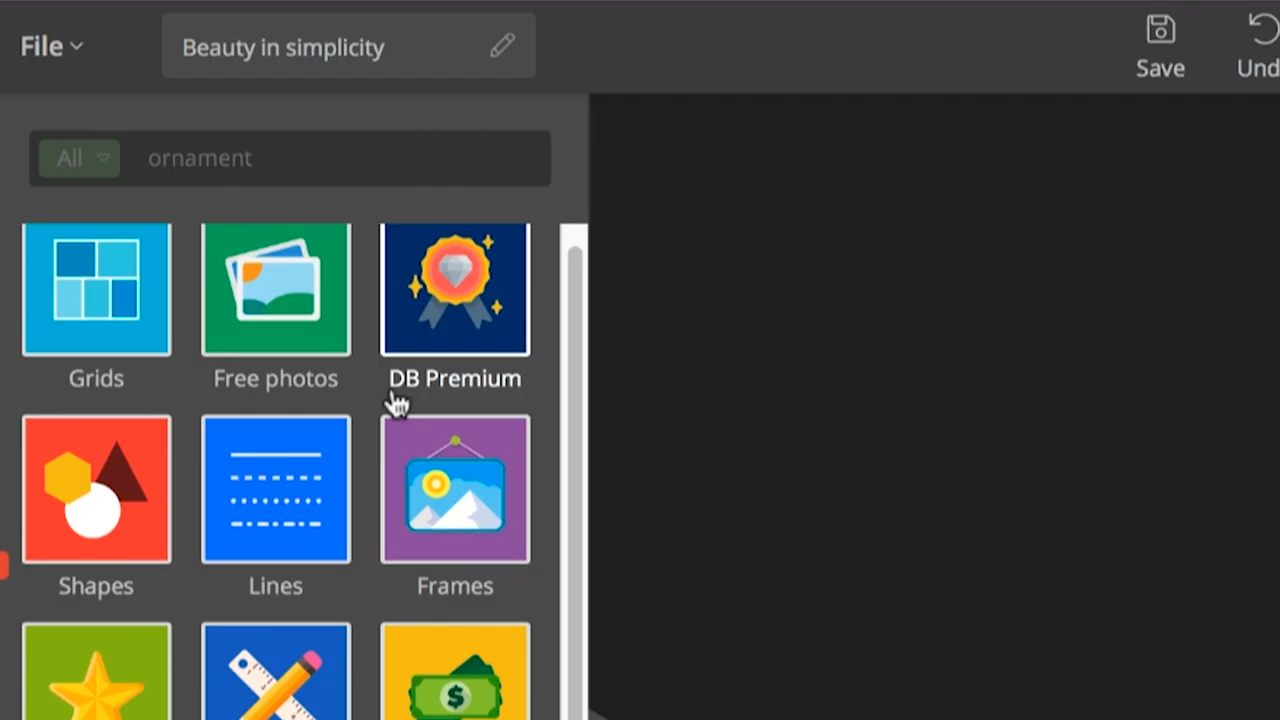 File
Beauty in simplicity
Save
Und
All
ornament
Grids
Free photos
DB Premium
Shapes
Lines
Frames
$